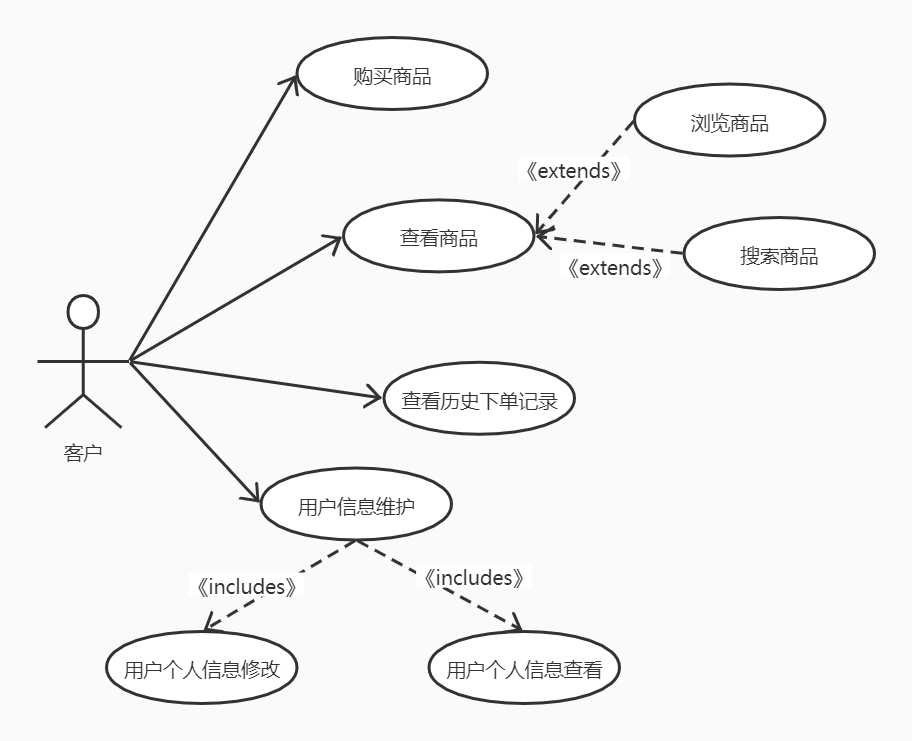 购买商品
浏览商品
《extends》
查看商品
搜索商品
《extends》
查看历史下单记录
客户
用户信息维护
《includes》
《includes》
用户个人信息修改
用户个人信息查看